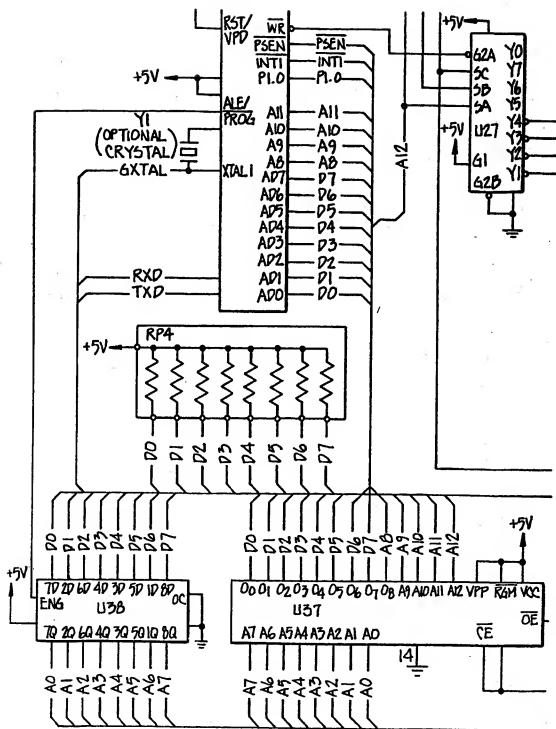 RST/
VPD
WR
PSEN PSEN
INT1 INT1
P1.0 P1.0
+5V
ALE/
PROG
Y1
(OPTIONAL
CRYSTAL)
GXTAL
XTAL1
A11 A11
A10 A10
A9 A9
A8 A8
AD7 D7
AD6 D6
AD5 D5
AD4 D4
AD3 D3
AD2 D2
AD1 D1
AD0 D0
RXD
TXD
A12
+5V
G2A Y0
SC Y7
SB Y6
SA Y5
U27 Y4
Y3
+5V
G1 Y2
Y1
G2B
RP4
+5V
D0 D1 D2 D3 D4 D5 D6 D7
D0 D1 D2 D3 D4 D5 D6 D7
+5V
7D 2D 6D 4D 3D 5D 1D 8D
ENG OC
U38
7Q 2Q 6Q 4Q 3Q 5Q 1Q 8Q
A0 A1 A2 A3 A4 A5 A6 A7
D0 D1 D2 D3 D4 D5 D6 D7 A8 A9 A10 A11 A12
+5V
O0 O1 O2 O3 O4 O5 O6 O7 O8 A9 A10 A11 A12 VPP RGM VCC
U37
OE
CE
A7 A6 A5 A4 A3 A2 A1 A0
14
A7 A6 A5 A4 A3 A2 A1 A0